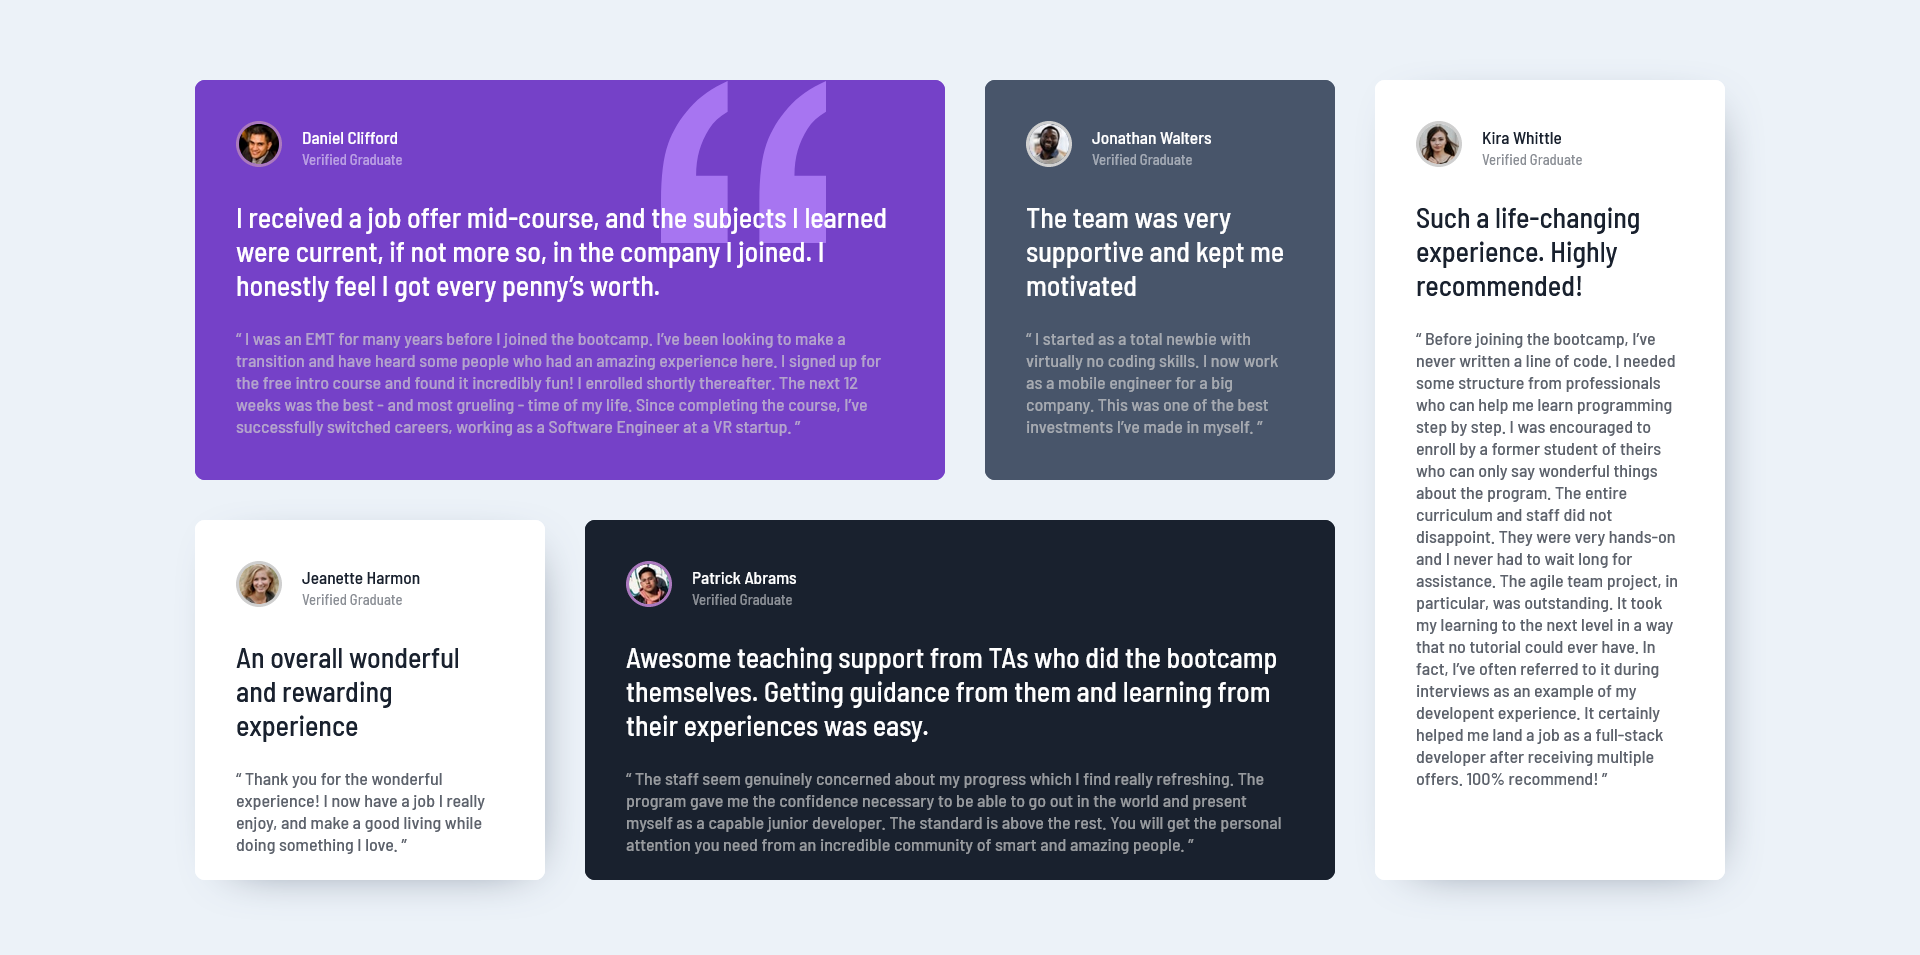 Daniel Clifford
Verified Graduate
I received a job offer mid-course, and the subjects I learned
were current, if not more so, in the company I joined. I
honestly feel I got every penny’s worth.
“ I was an EMT for many years before I joined the bootcamp. I’ve been looking to make a
transition and have heard some people who had an amazing experience here. I signed up for
the free intro course and found it incredibly fun! I enrolled shortly thereafter. The next 12
weeks was the best - and most grueling - time of my life. Since completing the course, I’ve
successfully switched careers, working as a Software Engineer at a VR startup. ”
Jonathan Walters
Verified Graduate
The team was very
supportive and kept me
motivated
“ I started as a total newbie with
virtually no coding skills. I now work
as a mobile engineer for a big
company. This was one of the best
investments I’ve made in myself. ”
Kira Whittle
Verified Graduate
Such a life-changing
experience. Highly
recommended!
“ Before joining the bootcamp, I’ve
never written a line of code. I needed
some structure from professionals
who can help me learn programming
step by step. I was encouraged to
enroll by a former student of theirs
who can only say wonderful things
about the program. The entire
curriculum and staff did not
disappoint. They were very hands-on
and I never had to wait long for
assistance. The agile team project, in
particular, was outstanding. It took
my learning to the next level in a way
that no tutorial could ever have. In
fact, I’ve often referred to it during
interviews as an example of my
developent experience. It certainly
helped me land a job as a full-stack
developer after receiving multiple
offers. 100% recommend! ”
Jeanette Harmon
Verified Graduate
An overall wonderful
and rewarding
experience
“ Thank you for the wonderful
experience! I now have a job I really
enjoy, and make a good living while
doing something I love. ”
Patrick Abrams
Verified Graduate
Awesome teaching support from TAs who did the bootcamp
themselves. Getting guidance from them and learning from
their experiences was easy.
“ The staff seem genuinely concerned about my progress which I find really refreshing. The
program gave me the confidence necessary to be able to go out in the world and present
myself as a capable junior developer. The standard is above the rest. You will get the personal
attention you need from an incredible community of smart and amazing people. ”